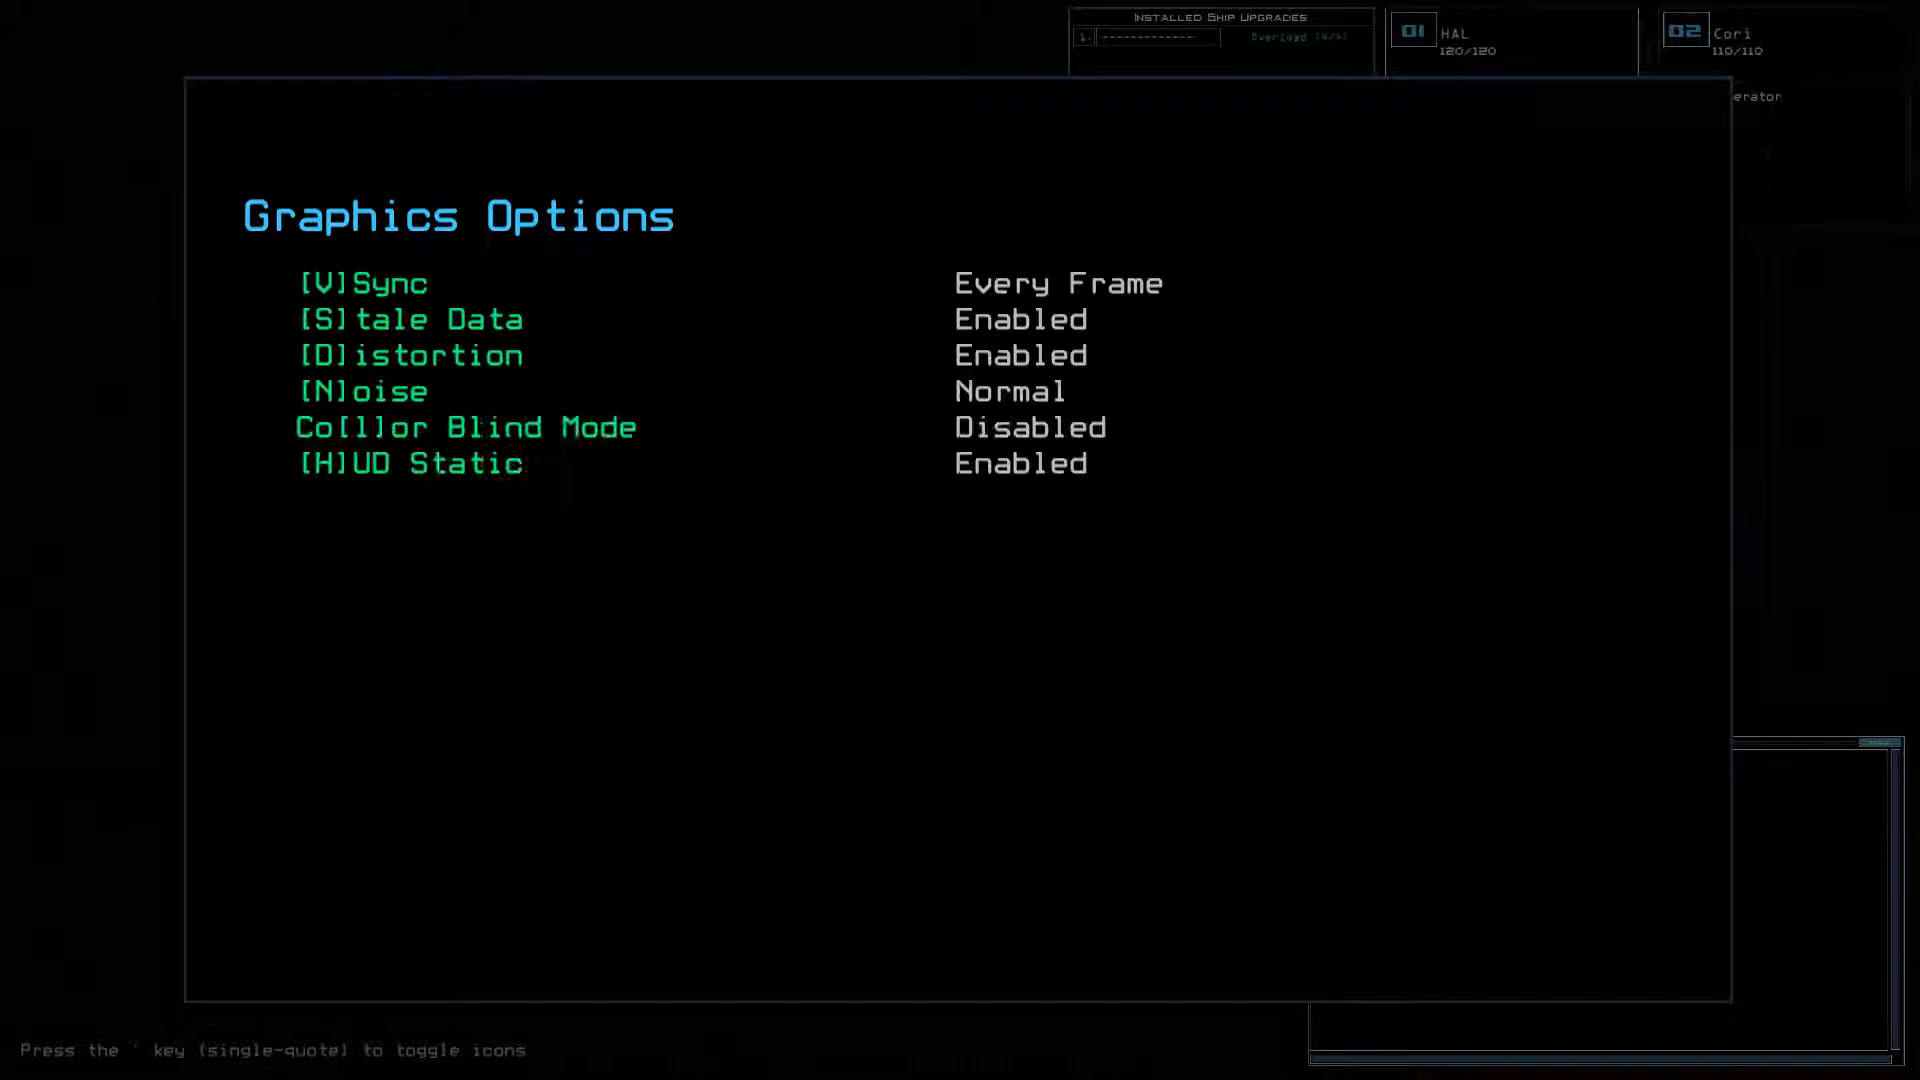 Installed Ship Upgrades
1. -------------- Overload
01 HAL
120/120
02 Cori
110/110
erator
Graphics Options
[V]Sync Every Frame
[S]tale Data Enabled
[D]istortion Enabled
[N]oise Normal
Co[l]or Blind Mode Disabled
[H]UD Static Enabled
Press the ' key (single-quote) to toggle icons